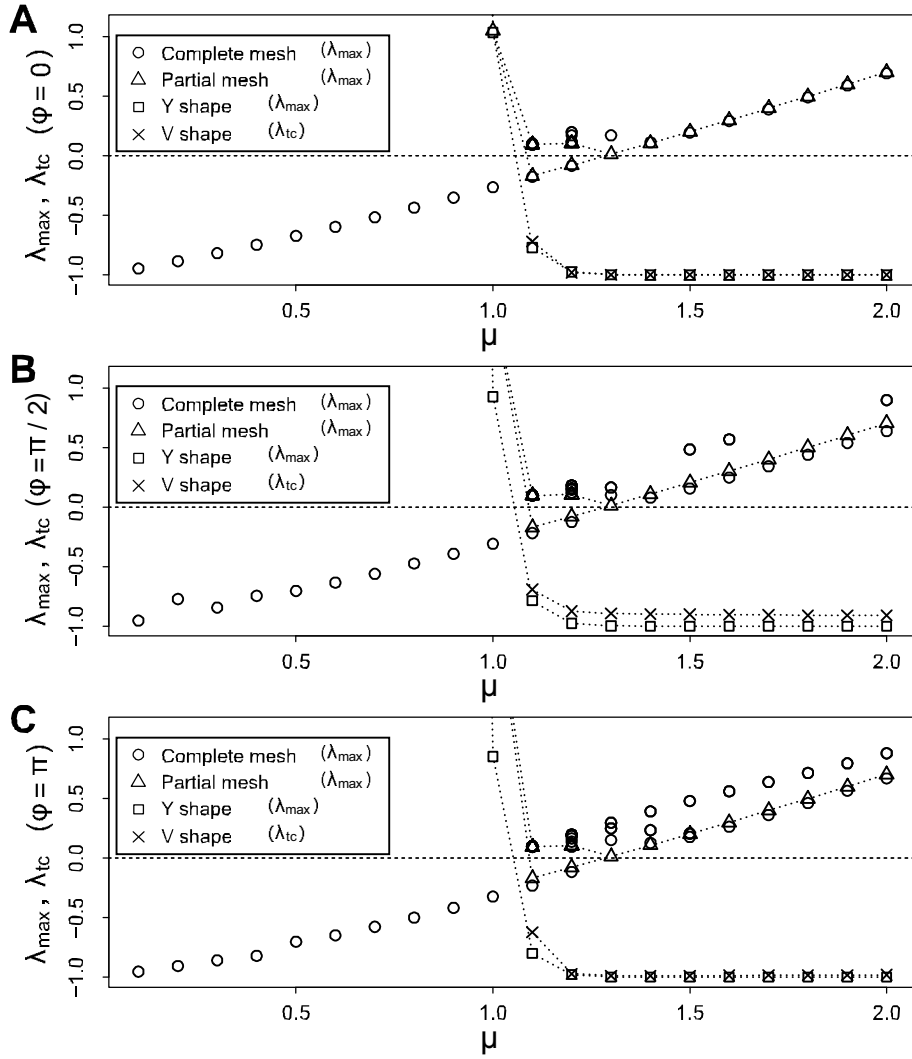 A
λmax , λtc (φ = 0)
1.0
0.5
0.0
−0.5
−1.0
Complete mesh (λmax)
Partial mesh (λmax)
Y shape (λmax)
V shape (λtc)
0.5 1.0 1.5 2.0
μ
B
λmax , λtc (φ = π / 2)
1.0
0.5
0.0
−0.5
−1.0
Complete mesh (λmax)
Partial mesh (λmax)
Y shape (λmax)
V shape (λtc)
0.5 1.0 1.5 2.0
μ
C
λmax , λtc (φ = π)
1.0
0.5
0.0
−0.5
−1.0
Complete mesh (λmax)
Partial mesh (λmax)
Y shape (λmax)
V shape (λtc)
0.5 1.0 1.5 2.0
μ